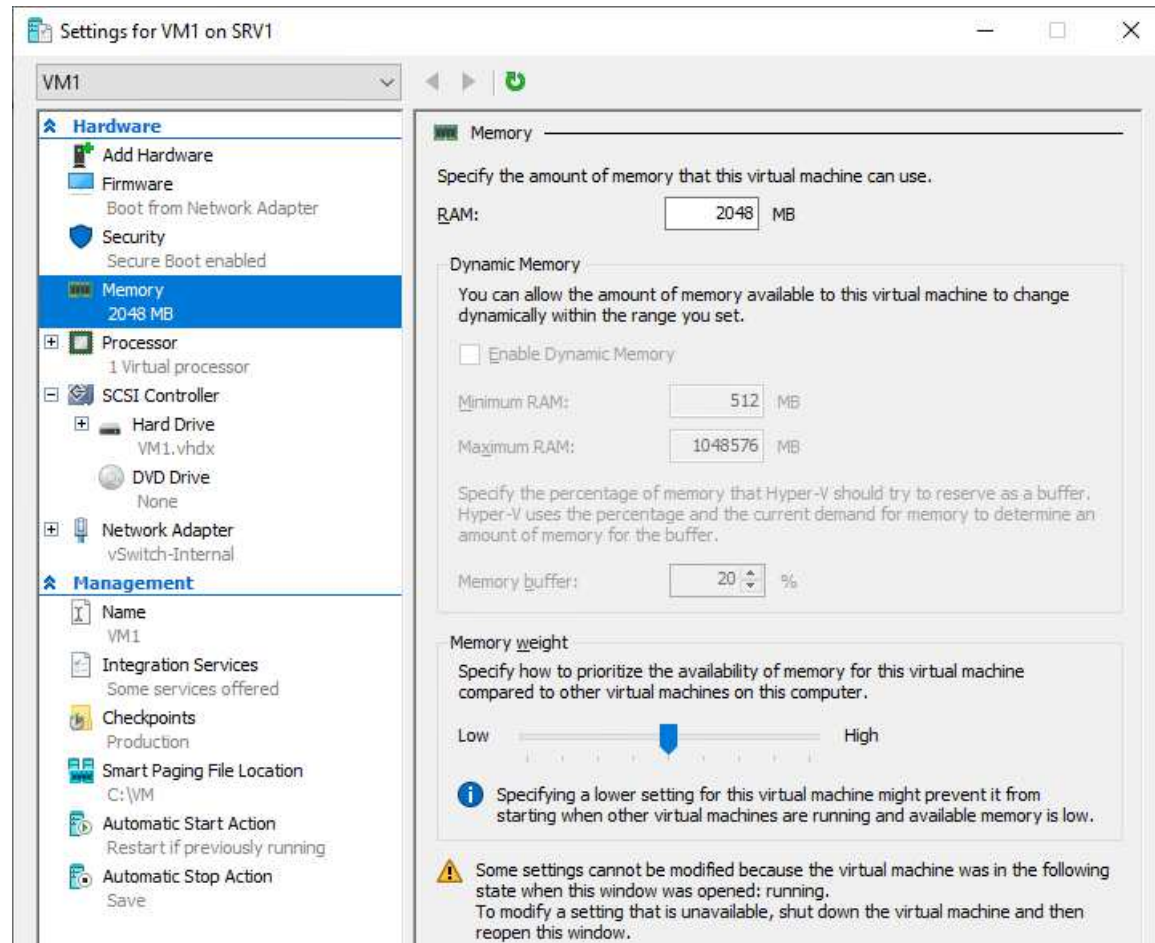 Settings for VM1 on SRV1
VM1
Hardware
Add Hardware
Firmware
Boot from Network Adapter
Security
Secure Boot enabled
Memory
2048 MB
Processor
1 Virtual processor
SCSI Controller
Hard Drive
VM1.vhdx
DVD Drive
None
Network Adapter
vSwitch-Internal
Management
Name
VM1
Integration Services
Some services offered
Checkpoints
Production
Smart Paging File Location
C:\VM
Automatic Start Action
Restart if previously running
Automatic Stop Action
Save
Memory
Specify the amount of memory that this virtual machine can use.
RAM: 2048 MB
Dynamic Memory
You can allow the amount of memory available to this virtual machine to change
dynamically within the range you set.
Enable Dynamic Memory
Minimum RAM: 512 MB
Maximum RAM: 1048576 MB
Specify the percentage of memory that Hyper-V should try to reserve as a buffer.
Hyper-V uses the percentage and the current demand for memory to determine an
amount of memory for the buffer.
Memory buffer: 20 %
Memory weight
Specify how to prioritize the availability of memory for this virtual machine
compared to other virtual machines on this computer.
Low High
Specifying a lower setting for this virtual machine might prevent it from
starting when other virtual machines are running and available memory is low.
Some settings cannot be modified because the virtual machine was in the following
state when this window was opened: running.
To modify a setting that is unavailable, shut down the virtual machine and then
reopen this window.